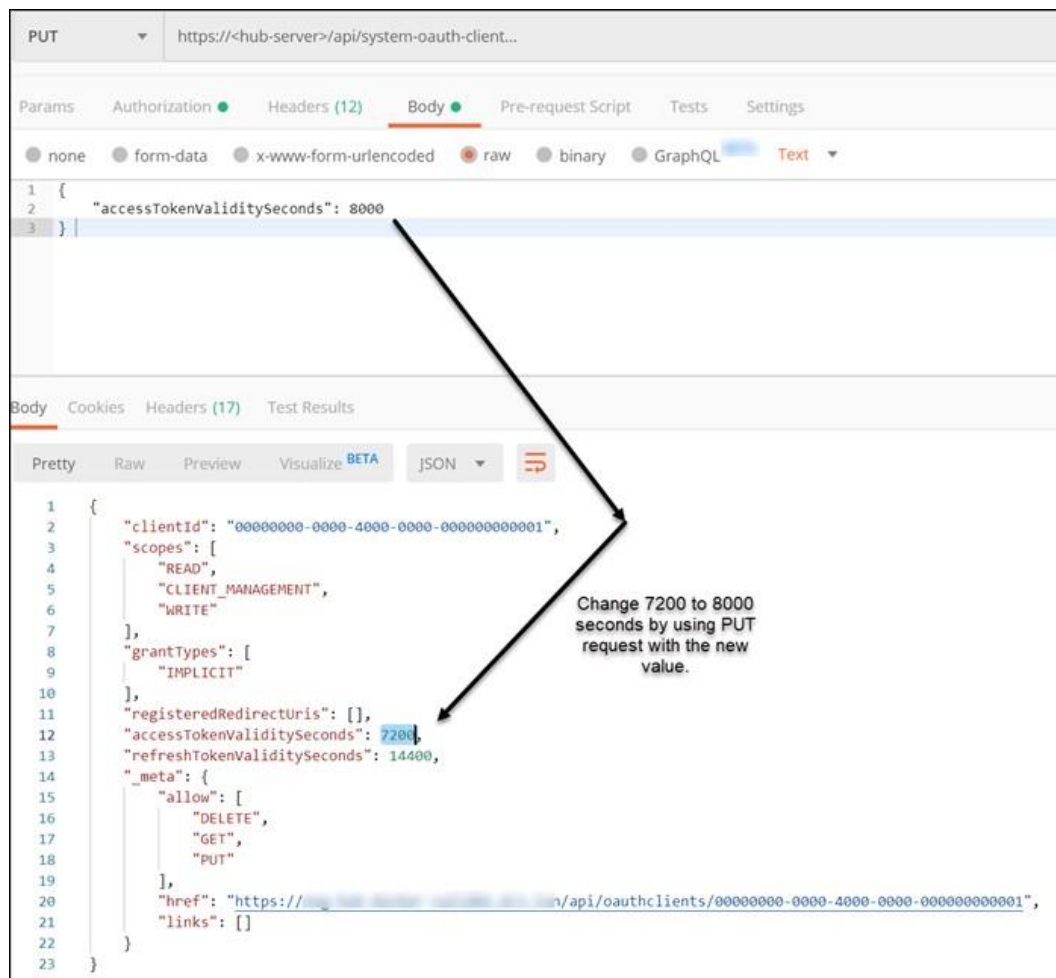 PUT https://<hub-server>/api/system-oauth-client...
Params Authorization Headers (12) Body Pre-request Script Tests Settings
none form-data x-www-form-urlencoded raw binary GraphQL Text
1 {
2 "accessTokenValiditySeconds": 8000
3 }
Body Cookies Headers (17) Test Results
Pretty Raw Preview Visualize BETA JSON
1 {
2 "clientId": "00000000-0000-4000-0000-000000000001",
3 "scopes": [
4 "READ",
5 "CLIENT_MANAGEMENT",
6 "WRITE"
7 ],
8 "grantTypes": [
9 "IMPLICIT"
10 ],
11 "registeredRedirectUris": [],
12 "accessTokenValiditySeconds": 7200,
13 "refreshTokenValiditySeconds": 14400,
14 "_meta": {
15 "allow": [
16 "DELETE",
17 "GET",
18 "PUT"
19 ],
20 "href": "https:// n/api/oauthclients/00000000-0000-4000-0000-000000000001",
21 "links": []
22 }
23 }
Change 7200 to 8000
seconds by using PUT
request with the new
value.